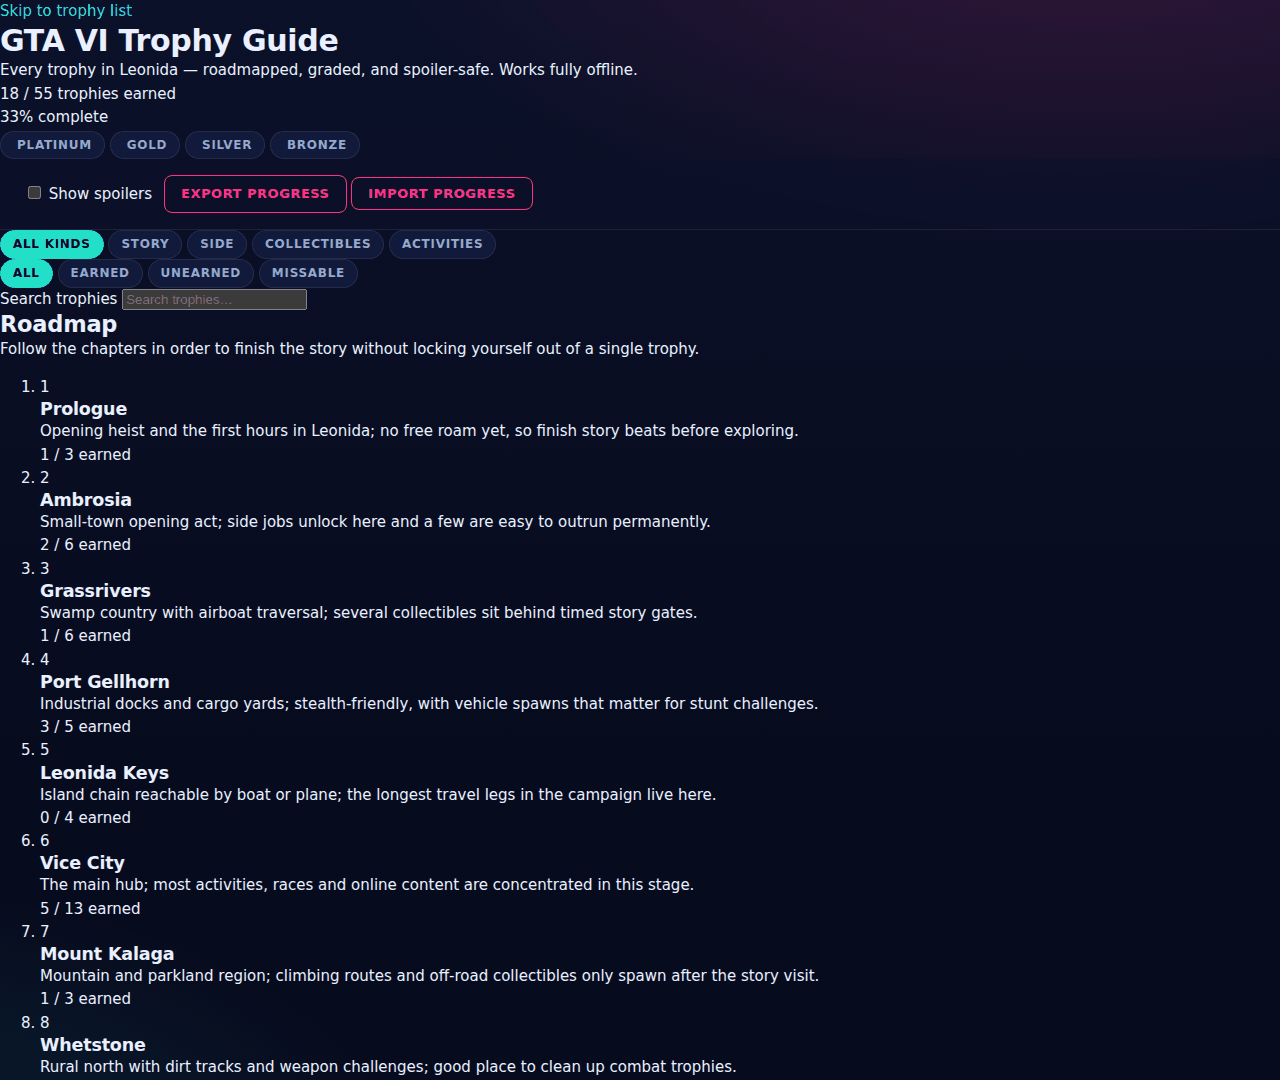 Skip to trophy list
GTA VI Trophy Guide
Every trophy in Leonida — roadmapped, graded, and spoiler-safe. Works fully offline.
18 / 55 trophies earned
33% complete
PLATINUM GOLD SILVER BRONZE
Show spoilers EXPORT PROGRESS IMPORT PROGRESS
ALL KINDS STORY SIDE COLLECTIBLES ACTIVITIES
ALL EARNED UNEARNED MISSABLE
Search trophies Search trophies…
Roadmap
Follow the chapters in order to finish the story without locking yourself out of a single trophy.
1. 1
Prologue
Opening heist and the first hours in Leonida; no free roam yet, so finish story beats before exploring.
1 / 3 earned
2. 2
Ambrosia
Small-town opening act; side jobs unlock here and a few are easy to outrun permanently.
2 / 6 earned
3. 3
Grassrivers
Swamp country with airboat traversal; several collectibles sit behind timed story gates.
1 / 6 earned
4. 4
Port Gellhorn
Industrial docks and cargo yards; stealth-friendly, with vehicle spawns that matter for stunt challenges.
3 / 5 earned
5. 5
Leonida Keys
Island chain reachable by boat or plane; the longest travel legs in the campaign live here.
0 / 4 earned
6. 6
Vice City
The main hub; most activities, races and online content are concentrated in this stage.
5 / 13 earned
7. 7
Mount Kalaga
Mountain and parkland region; climbing routes and off-road collectibles only spawn after the story visit.
1 / 3 earned
8. 8
Whetstone
Rural north with dirt tracks and weapon challenges; good place to clean up combat trophies.